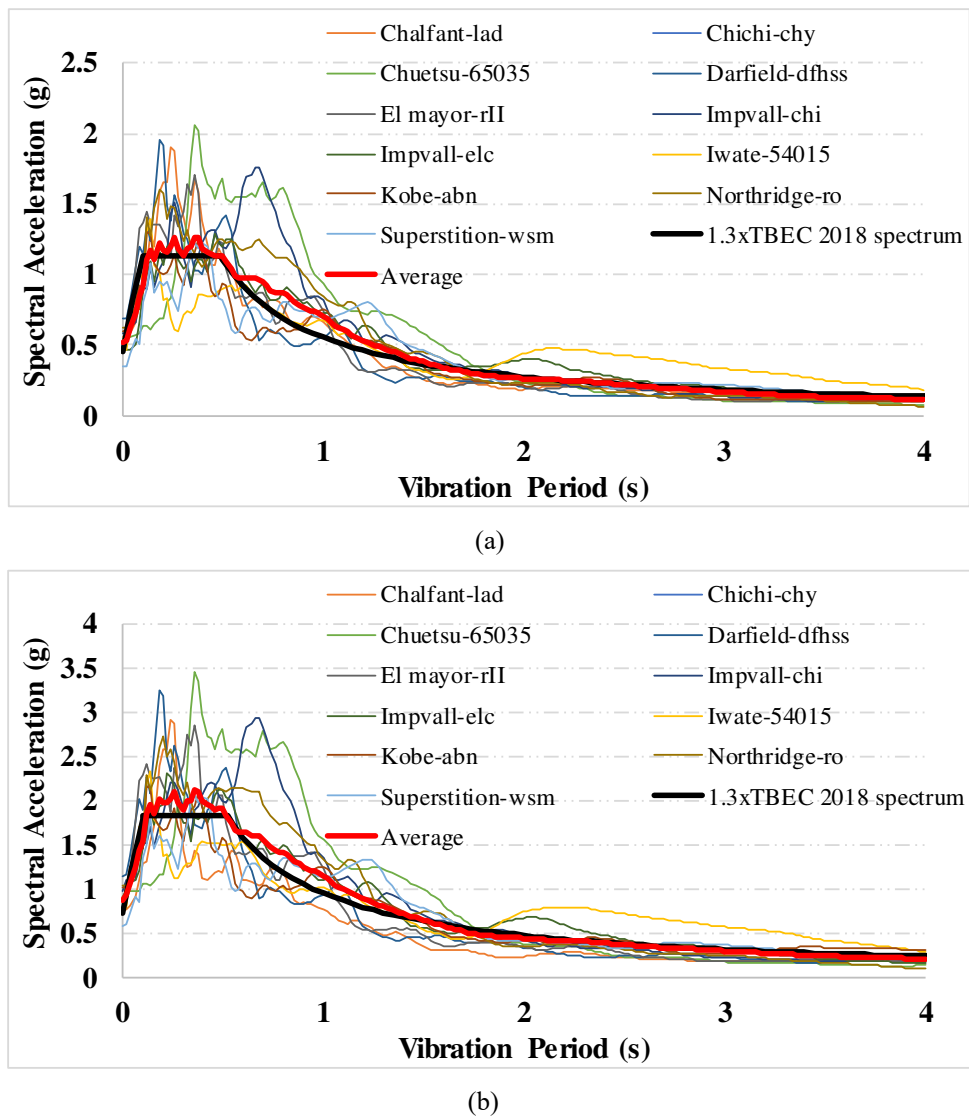 Chalfant-lad Chichi-chy
2.5
Chuetsu-65035 Darfield-dfhss
2
El mayor-rII Impvall-chi
Impvall-elc Iwate-54015
1.5
Kobe-abn Northridge-ro
Superstition-wsm 1.3xTBEC 2018 spectrum
1
Average
0.5
0
Spectral Acceleration (g)
0 1 2 3 4
Vibration Period (s)
(a)
Chalfant-lad Chichi-chy
4
Chuetsu-65035 Darfield-dfhss
3.5
El mayor-rII Impvall-chi
3
Impvall-elc Iwate-54015
2.5
Kobe-abn Northridge-ro
2
Superstition-wsm 1.3xTBEC 2018 spectrum
1.5
Average
1
0.5
0
Spectral Acceleration (g)
0 1 2 3 4
Vibration Period (s)
(b)